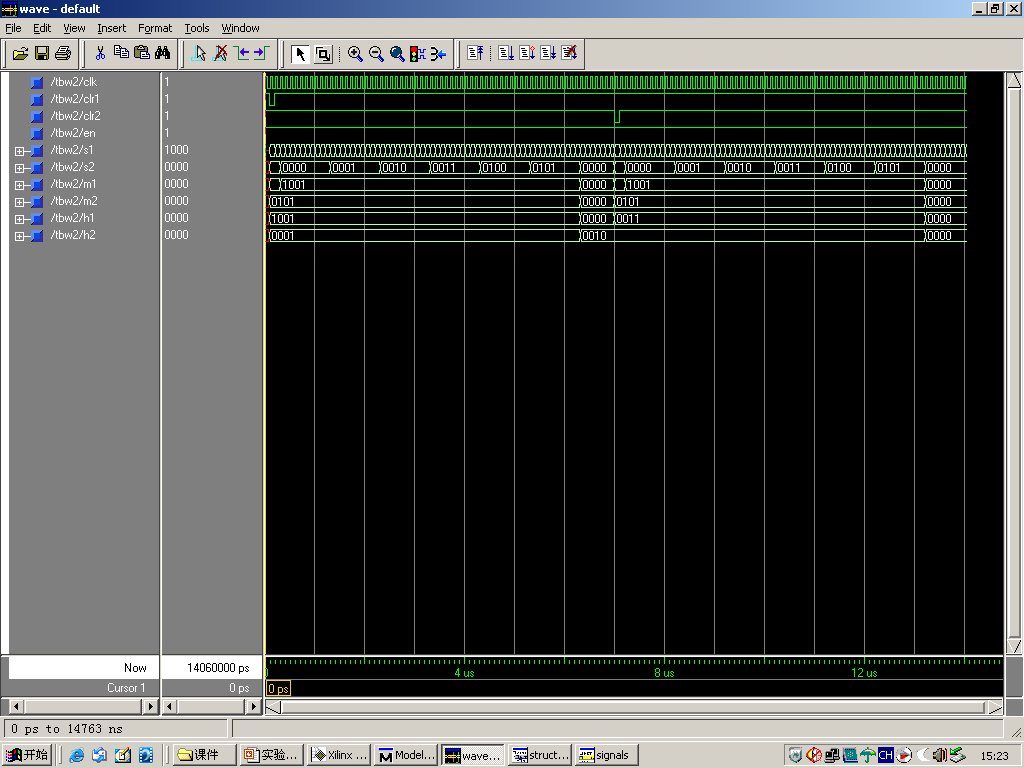 wave - default
File Edit View Insert Format Tools Window
/tbw2/clk 1
/tbw2/clr1 1
/tbw2/clr2 1
/tbw2/en 1
/tbw2/s1 1000
/tbw2/s2 0000 0000 0001 0010 0011 0100 0101 0000 0000 0001 0010 0011 0100 0101 0000
/tbw2/m1 0000 1001 0000 1001 0000
/tbw2/m2 0000 0101 0000 0101 0000
/tbw2/h1 0000 1001 0000 0011 0000
/tbw2/h2 0000 0001 0010 0000
Now 14060000 ps 4 us 8 us 12 us
Cursor 1 0 ps 0 ps
0 ps to 14763 ns
开始 课件 实验... Xilinx ... Model... wave... struct... signals CH 15:23